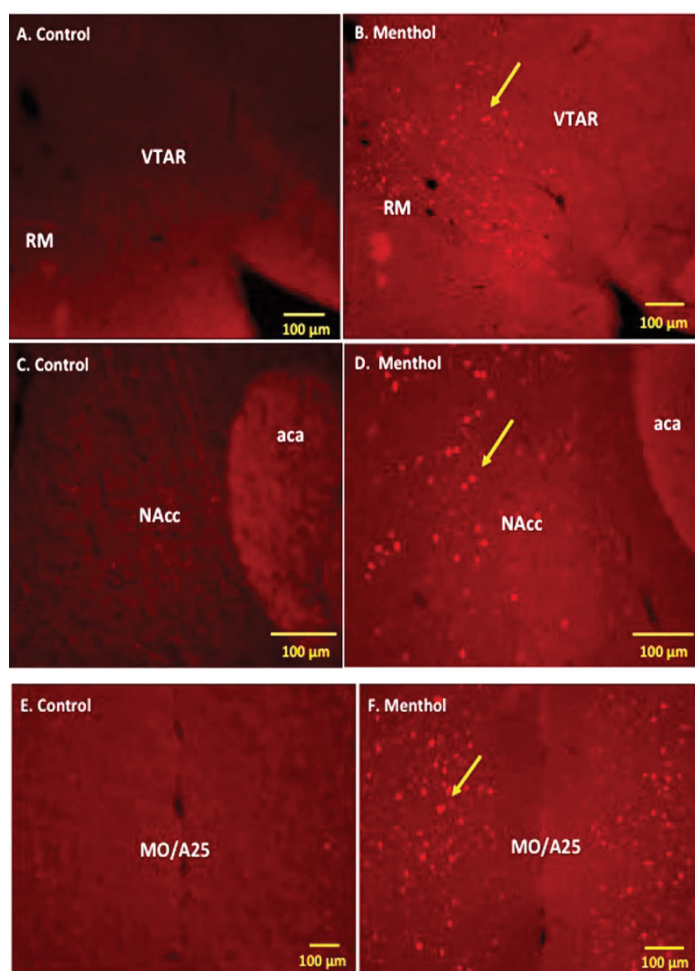 A. Control
VTAR
RM
100 µm
B. Menthol
VTAR
RM
100 µm
C. Control
aca
NAcc
100 µm
D. Menthol
aca
NAcc
100 µm
E. Control
MO/A25
100 µm
F. Menthol
MO/A25
100 µm